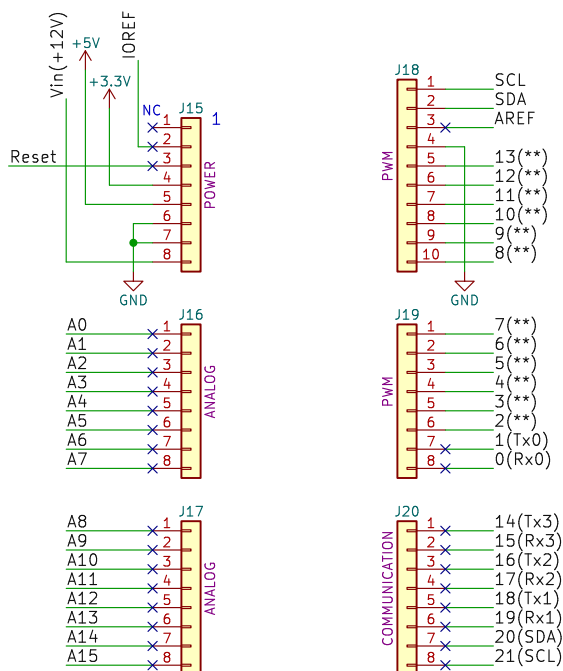 Vin(+12V)
+5V
IOREF
+3.3V
NC
J15
1
Reset
1
2
3
4
5
6
7
8
POWER
GND
J18
1
2
3
4
5
6
7
8
9
10
PWM
SCL
SDA
AREF
13(**)
12(**)
11(**)
10(**)
9(**)
8(**)
GND
J16
A0
A1
A2
A3
A4
A5
A6
A7
1
2
3
4
5
6
7
8
ANALOG
J19
PWM
1
2
3
4
5
6
7
8
7(**)
6(**)
5(**)
4(**)
3(**)
2(**)
1(Tx0)
0(Rx0)
J17
A8
A9
A10
A11
A12
A13
A14
A15
1
2
3
4
5
6
7
8
ANALOG
J20
COMMUNICATION
1
2
3
4
5
6
7
8
14(Tx3)
15(Rx3)
16(Tx2)
17(Rx2)
18(Tx1)
19(Rx1)
20(SDA)
21(SCL)